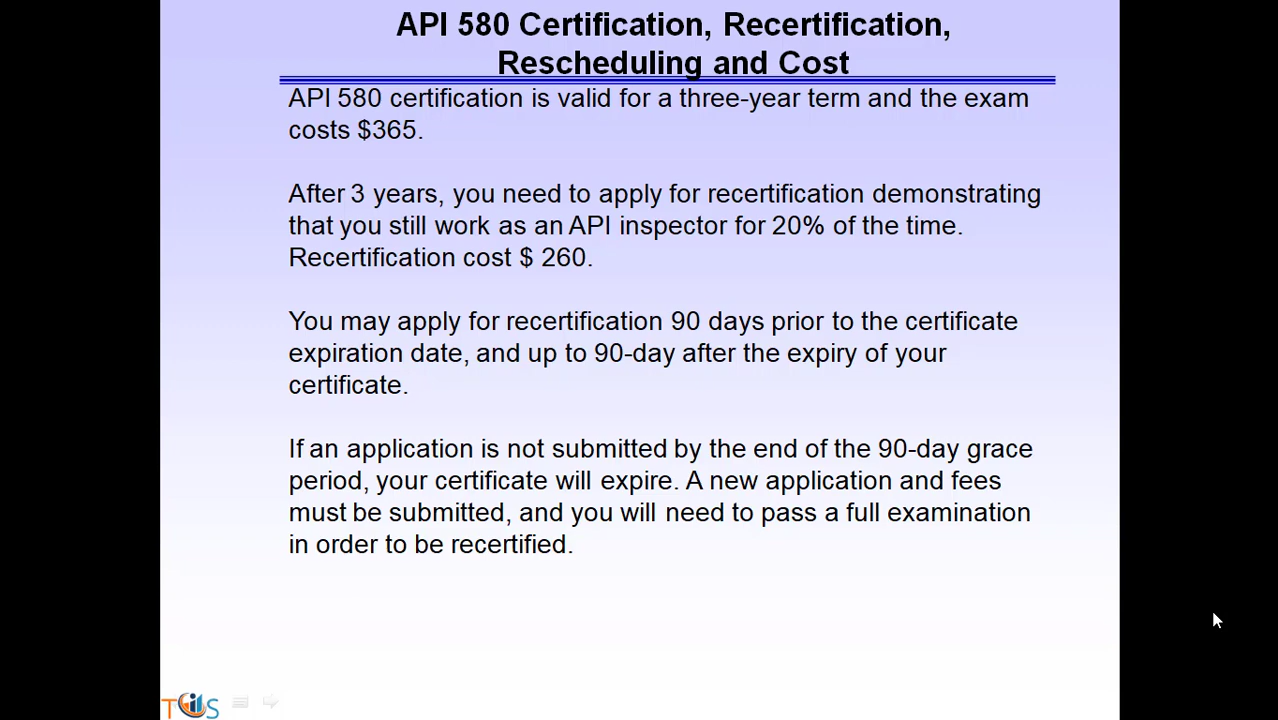 API 580 Certification, Recertification,
Rescheduling and Cost
API 580 certification is valid for a three-year term and the exam
costs $365.
After 3 years, you need to apply for recertification demonstrating
that you still work as an API inspector for 20% of the time.
Recertification cost $ 260.
You may apply for recertification 90 days prior to the certificate
expiration date, and up to 90-day after the expiry of your
certificate.
If an application is not submitted by the end of the 90-day grace
period, your certificate will expire. A new application and fees
must be submitted, and you will need to pass a full examination
in order to be recertified.